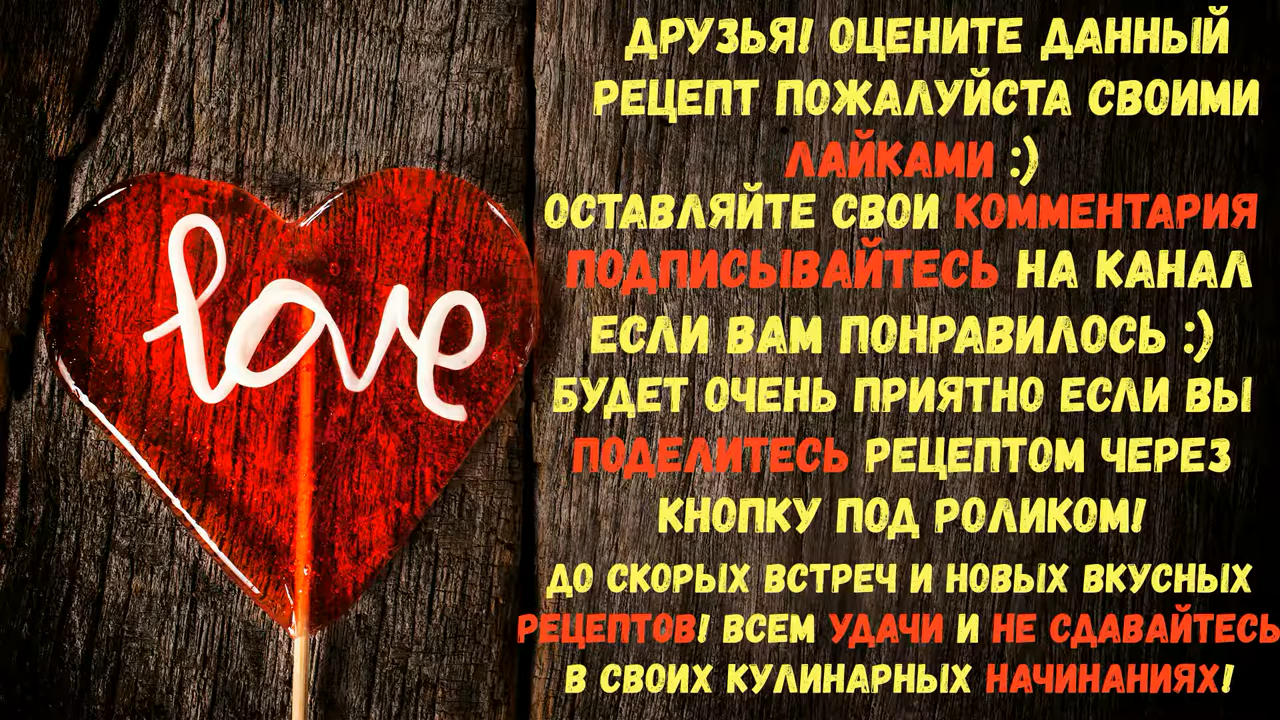 love
ДРУЗЬЯ! ОЦЕНИТЕ ДАННЫЙ
РЕЦЕПТ ПОЖАЛУЙСТА СВОИМИ
ЛАЙКАМИ :)
ОСТАВЛЯЙТЕ СВОИ КОММЕНТАРИЯ
ПОДПИСЫВАЙТЕСЬ НА КАНАЛ
ЕСЛИ ВАМ ПОНРАВИЛОСЬ :)
БУДЕТ ОЧЕНЬ ПРИЯТНО ЕСЛИ ВЫ
ПОДЕЛИТЕСЬ РЕЦЕПТОМ ЧЕРЕЗ
КНОПКУ ПОД РОЛИКОМ!
ДО СКОРЫХ ВСТРЕЧ И НОВЫХ ВКУСНЫХ
РЕЦЕПТОВ! ВСЕМ УДАЧИ И НЕ СДАВАЙТЕСЬ
В СВОИХ КУЛИНАРНЫХ НАЧИНАНИЯХ!